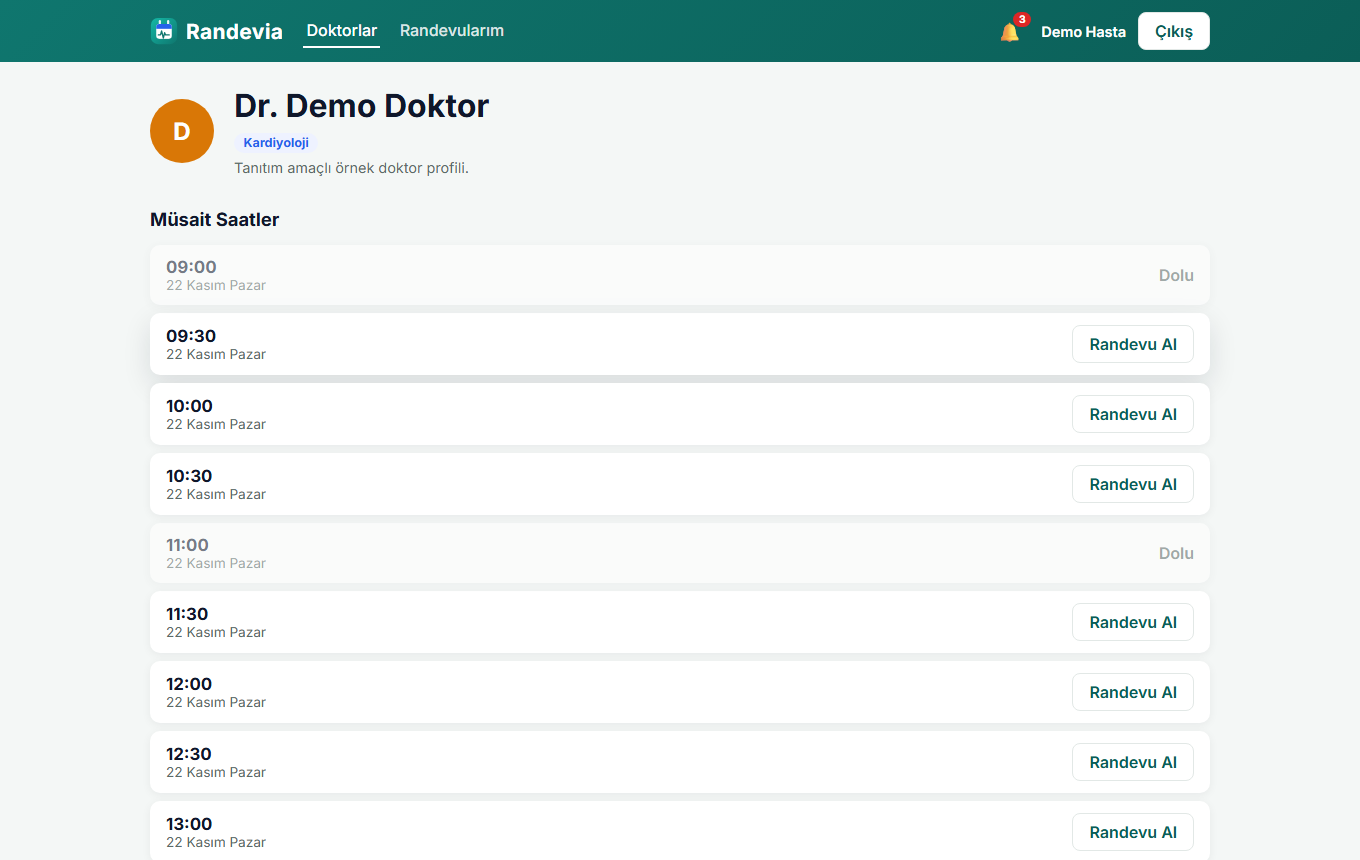 Randevia Doktorlar Randevularım 3 Demo Hasta Çıkış
D
Dr. Demo Doktor
Kardiyoloji
Tanıtım amaçlı örnek doktor profili.
Müsait Saatler
09:00
22 Kasım Pazar
Dolu
09:30
22 Kasım Pazar
Randevu Al
10:00
22 Kasım Pazar
Randevu Al
10:30
22 Kasım Pazar
Randevu Al
11:00
22 Kasım Pazar
Dolu
11:30
22 Kasım Pazar
Randevu Al
12:00
22 Kasım Pazar
Randevu Al
12:30
22 Kasım Pazar
Randevu Al
13:00
22 Kasım Pazar
Randevu Al